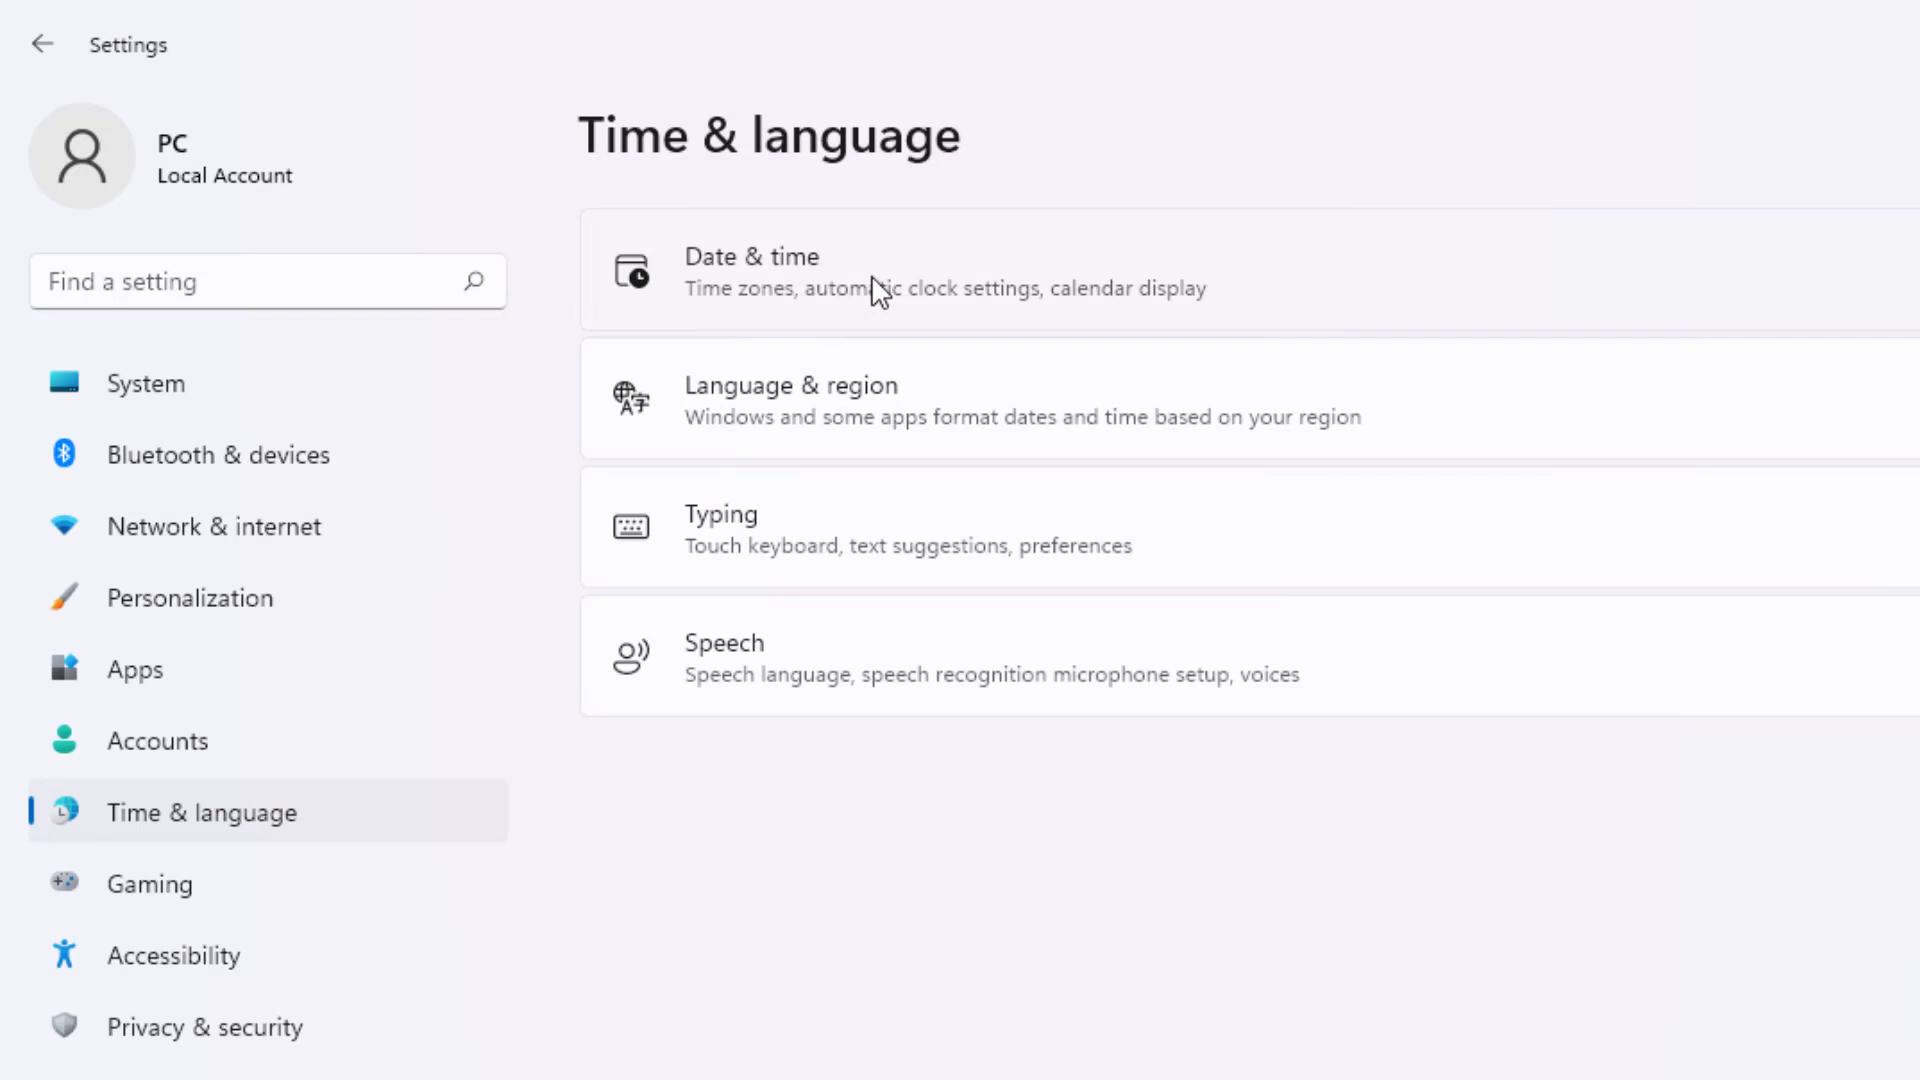 Settings
PC
Local Account
Find a setting
System
Bluetooth & devices
Network & internet
Personalization
Apps
Accounts
Time & language
Gaming
Accessibility
Privacy & security
Time & language
Date & time
Time zones, automatic clock settings, calendar display
Language & region
Windows and some apps format dates and time based on your region
Typing
Touch keyboard, text suggestions, preferences
Speech
Speech language, speech recognition microphone setup, voices